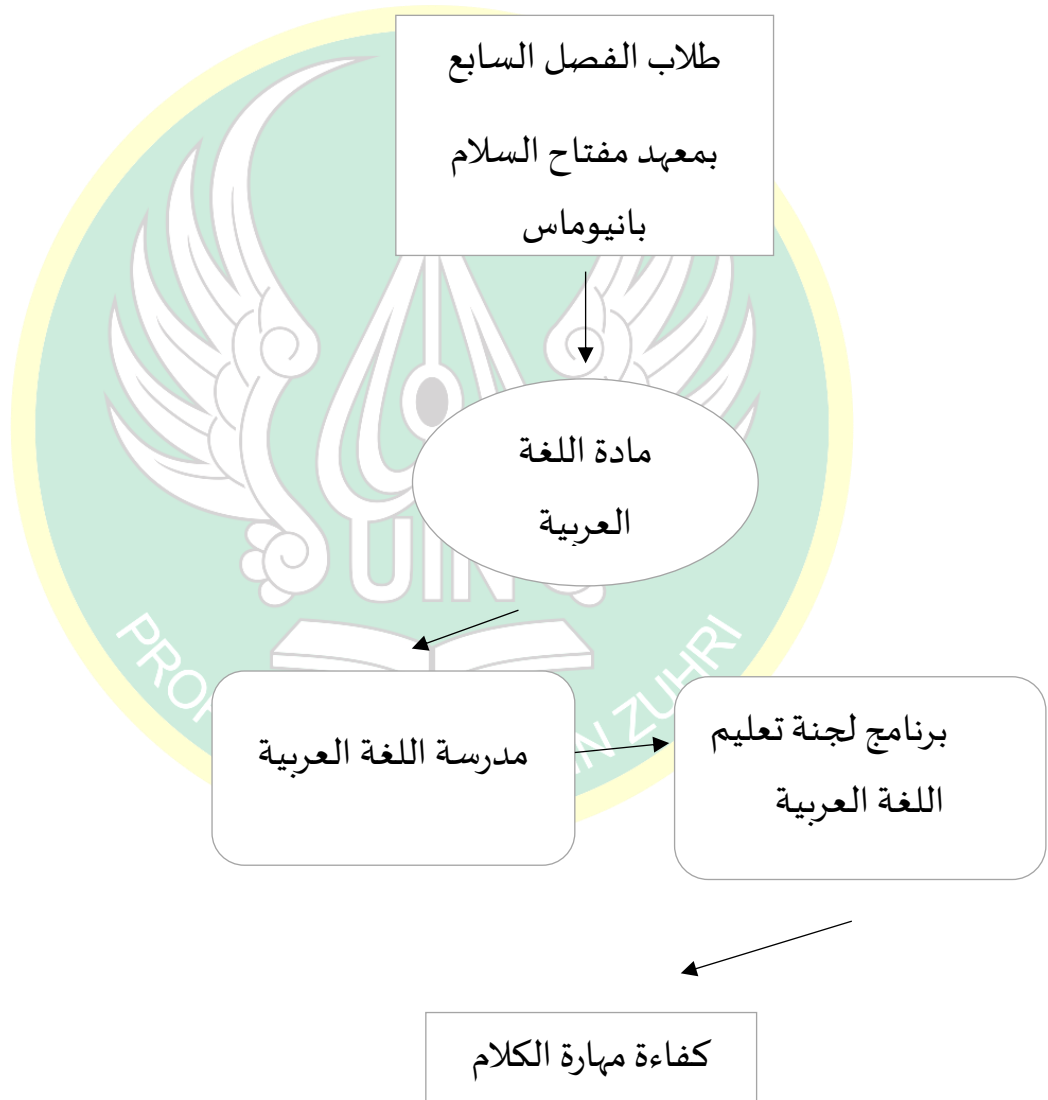 طلاب الفصل السابع
بمعهد مفتاح السلام
بانيوماس
مادة اللغة
العربية
UIN
مدرسة اللغة العربية
برنامج لجنة تعليم
اللغة العربية
كفاءة مهارة الكلام